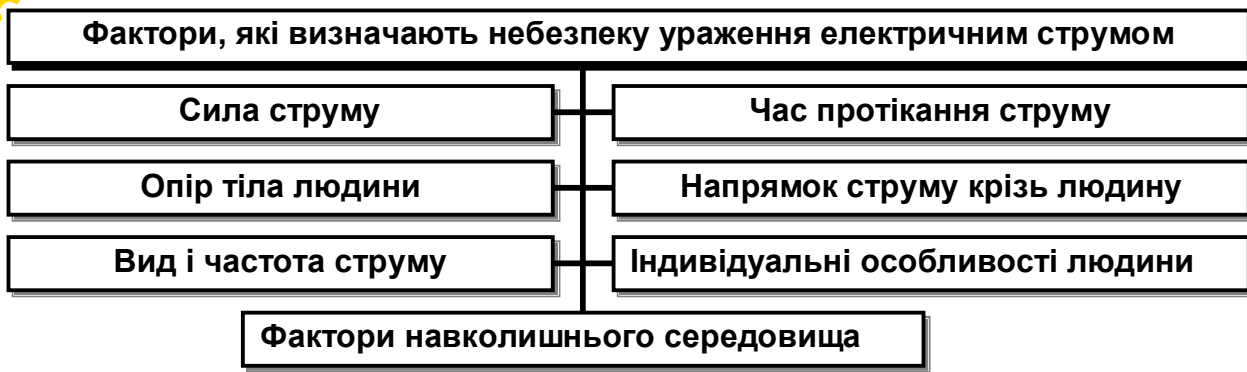 Фактори, які визначають небезпеку ураження електричним струмом
Сила струму
Час протікання струму
Опір тіла людини
Напрямок струму крізь людину
Вид і частота струму
Індивідуальні особливості людини
Фактори навколишнього середовища